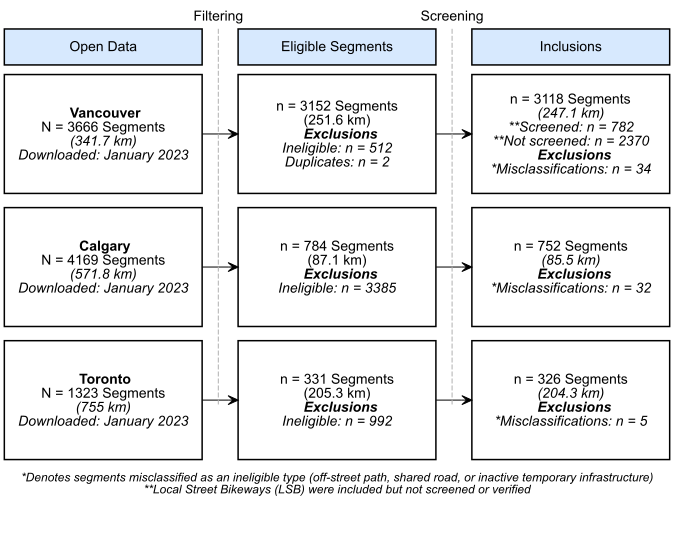 Filtering
Screening
Open Data
Eligible Segments
Inclusions
Vancouver
N = 3666 Segments
(341.7 km)
Downloaded: January 2023
n = 3152 Segments
(251.6 km)
Exclusions
Ineligible: n = 512
Duplicates: n = 2
n = 3118 Segments
(247.1 km)
**Screened: n = 782
**Not screened: n = 2370
Exclusions
*Misclassifications: n = 34
Calgary
N = 4169 Segments
(571.8 km)
Downloaded: January 2023
n = 784 Segments
(87.1 km)
Exclusions
Ineligible: n = 3385
n = 752 Segments
(85.5 km)
Exclusions
*Misclassifications: n = 32
Toronto
N = 1323 Segments
(755 km)
Downloaded: January 2023
n = 331 Segments
(205.3 km)
Exclusions
Ineligible: n = 992
n = 326 Segments
(204.3 km)
Exclusions
*Misclassifications: n = 5
*Denotes segments misclassified as an ineligible type (off-street path, shared road, or inactive temporary infrastructure)
**Local Street Bikeways (LSB) were included but not screened or verified